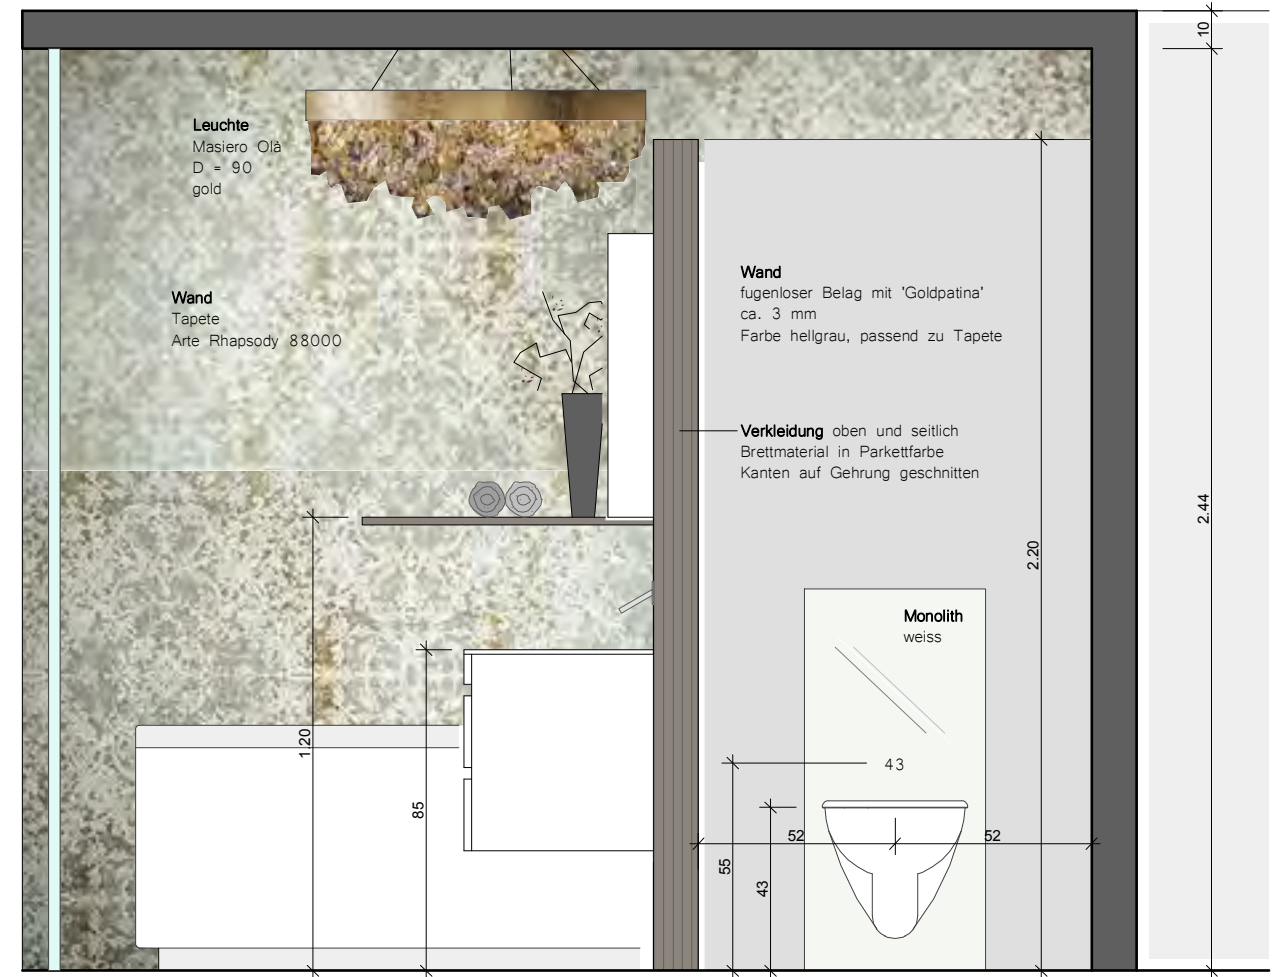 10
Leuchte
Masiero Olà
D = 90
gold
Wand
Tapete
Arte Rhapsody 88000
Wand
fugenloser Belag mit 'Goldpatina'
ca. 3 mm
Farbe hellgrau, passend zu Tapete
Verkleidung oben und seitlich
Brettmaterial in Parkettfarbe
Kanten auf Gehrung geschnitten
2.44
2.20
Monolith
weiss
1.20
43
85
52
52
55
43